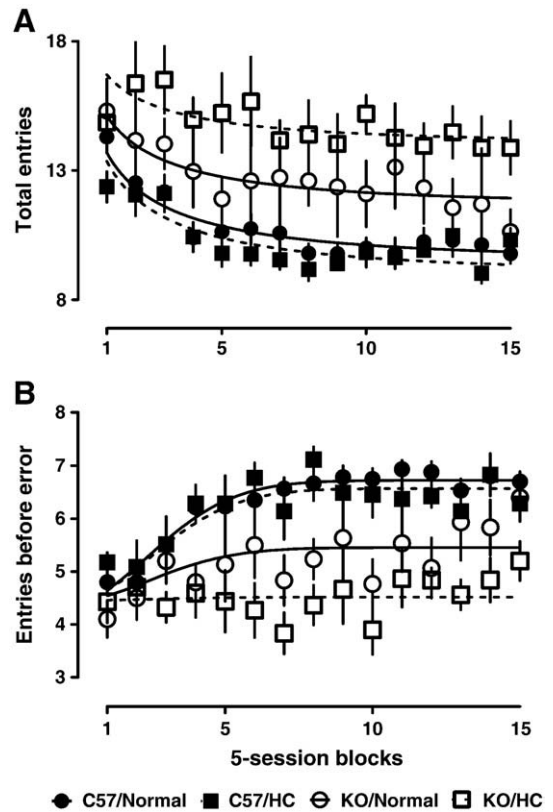 A
18
13
8
Total entries
1 5 10 15
B
8
7
6
5
4
3
Entries before error
1 5 10 15
5-session blocks
C57/Normal C57/HC KO/Normal KO/HC